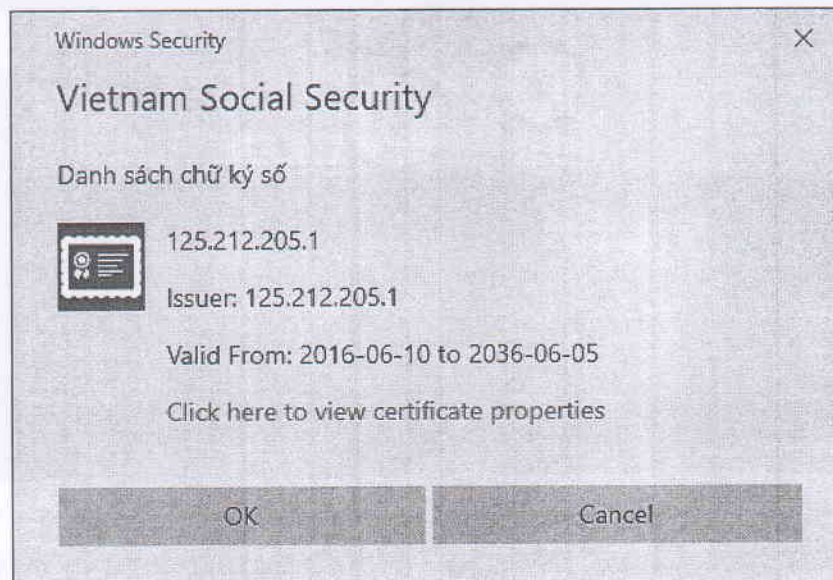 Windows Security
Vietnam Social Security
Danh sách chữ ký số
125.212.205.1
Issuer: 125.212.205.1
Valid From: 2016-06-10 to 2036-06-05
Click here to view certificate properties
OK
Cancel